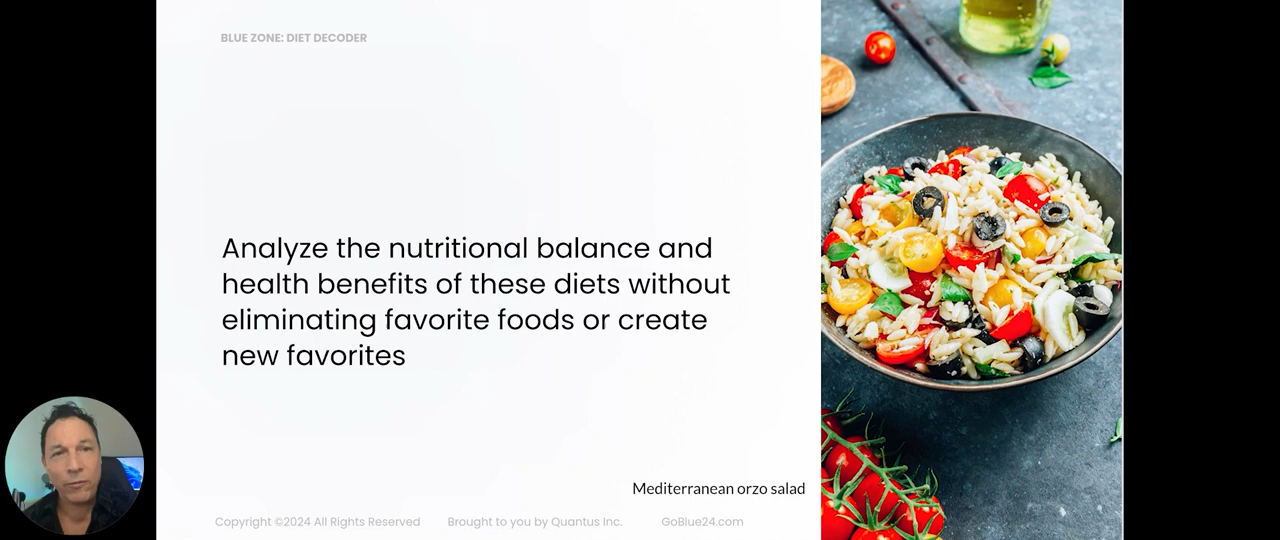 BLUE ZONE: DIET DECODER
Analyze the nutritional balance and
health benefits of these diets without
eliminating favorite foods or create
new favorites
Mediterranean orzo salad
Copyright ©2024 All Rights Reserved Brought to you by Quantus Inc. GoBlue24.com